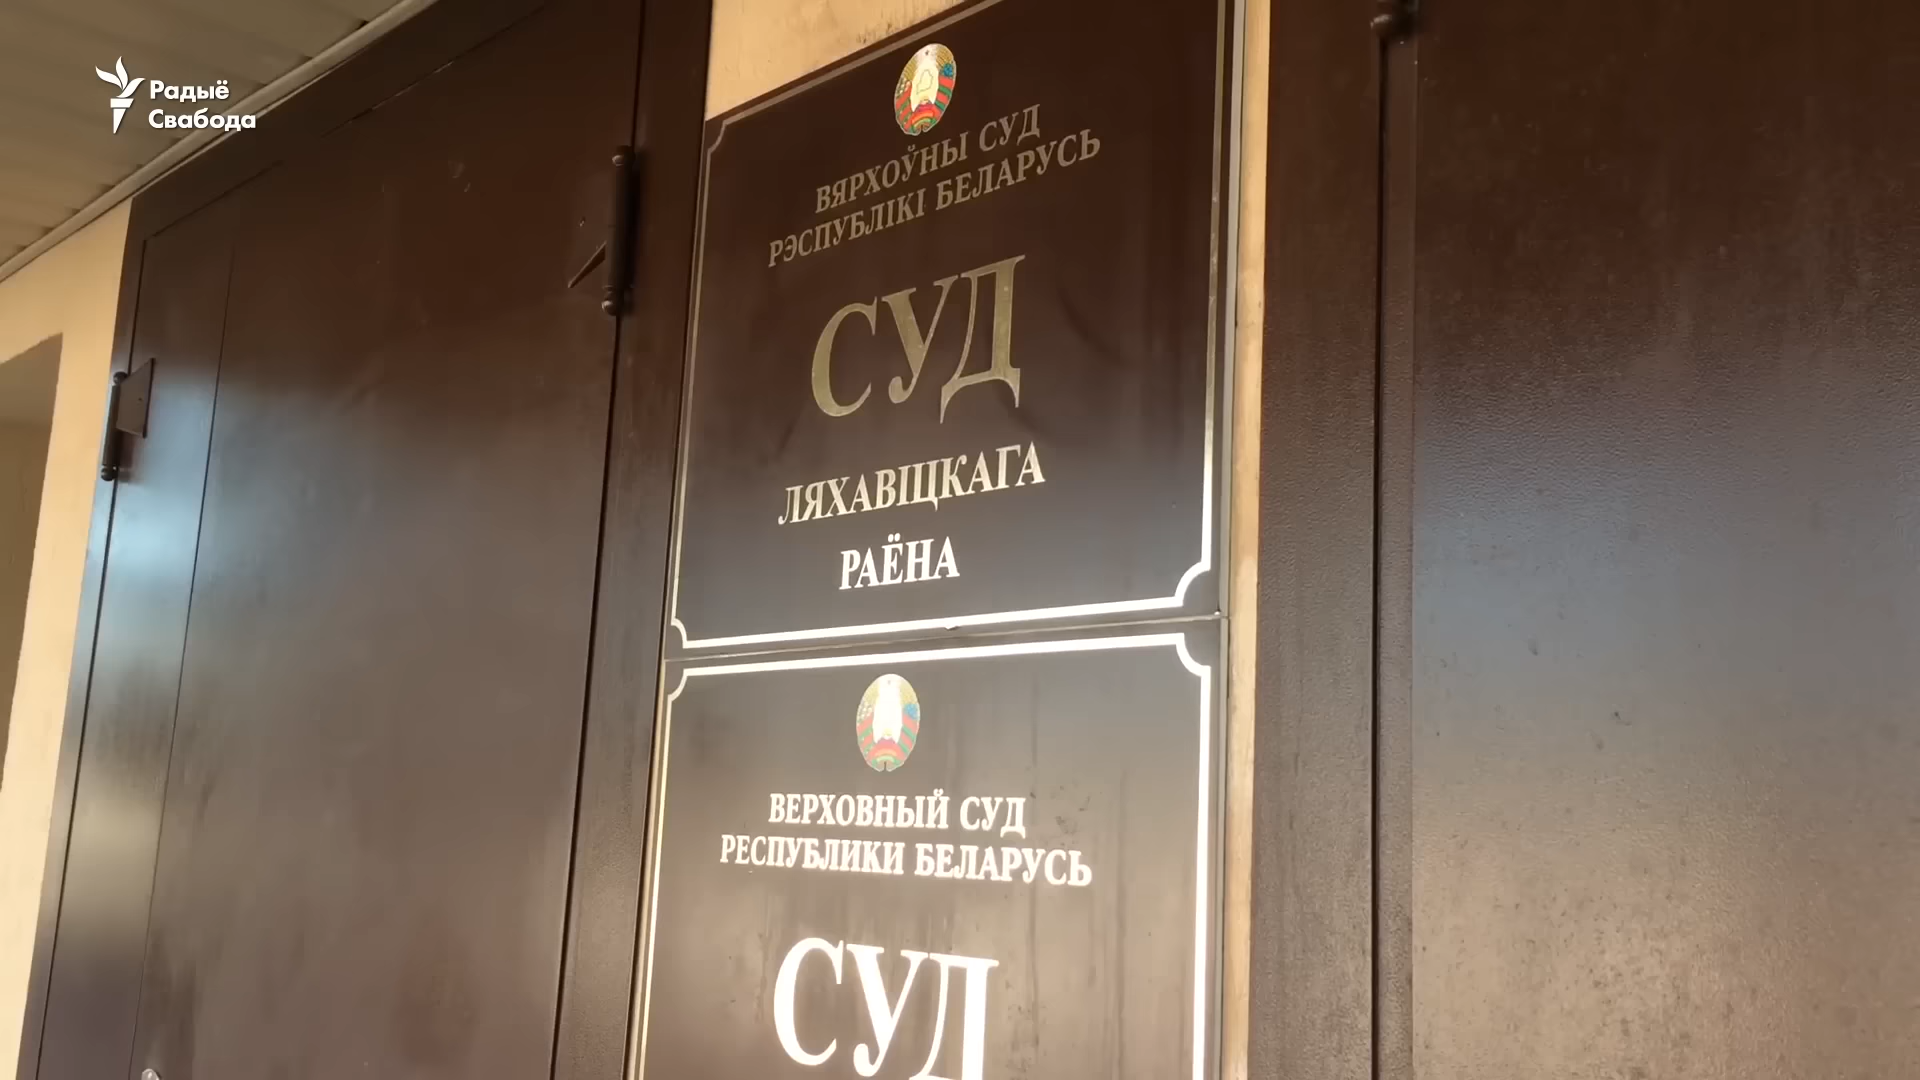 Радыё
Свабода
ВЯРХОЎНЫ СУД
РЭСПУБЛІКІ БЕЛАРУСЬ
СУД
ЛЯХАВІЦКАГА
РАЁНА
ВЕРХОВНЫЙ СУД
РЕСПУБЛИКИ БЕЛАРУСЬ
СУД